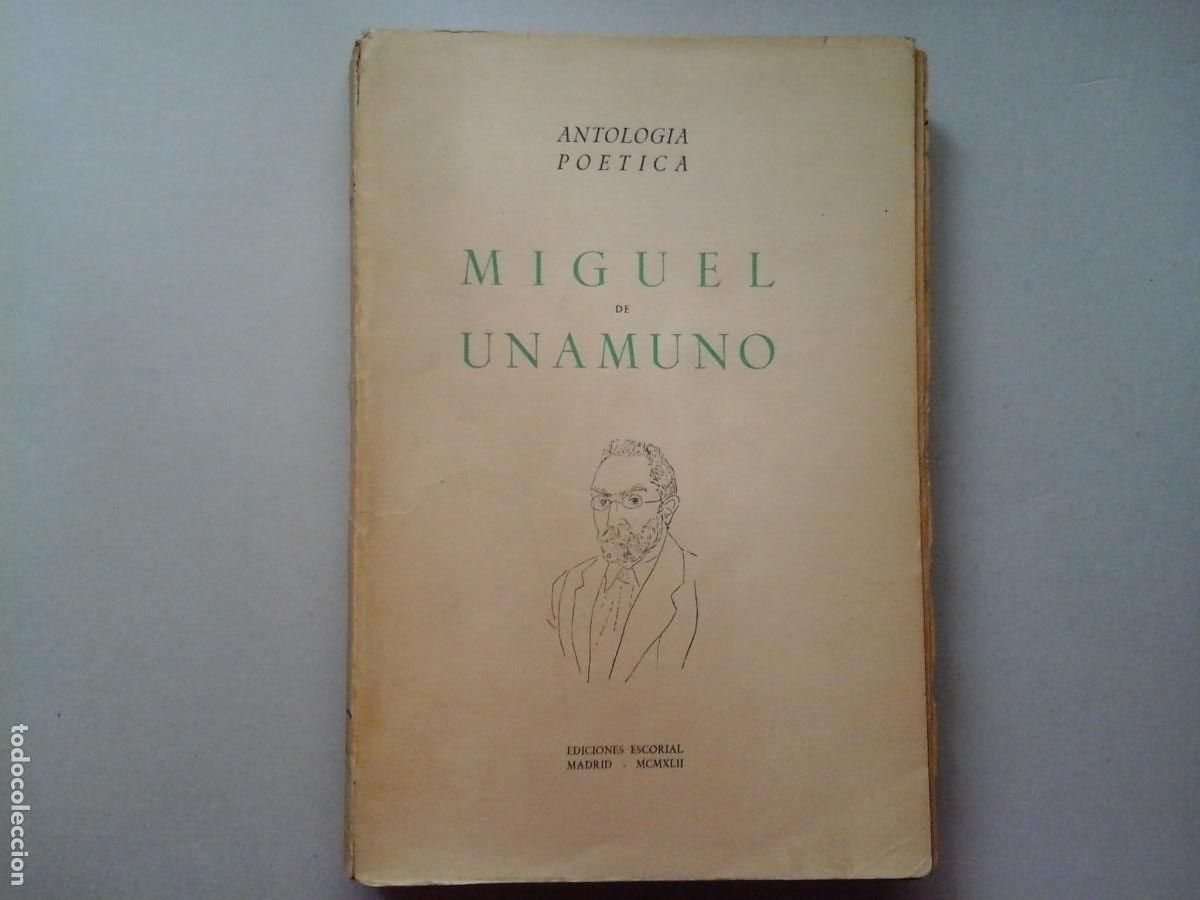 ANTOLOGIA
POETICA
MIGUEL
DE
UNAMUNO
EDICIONES ESCORIAL
MADRID - MCMXLII
todocoleccion